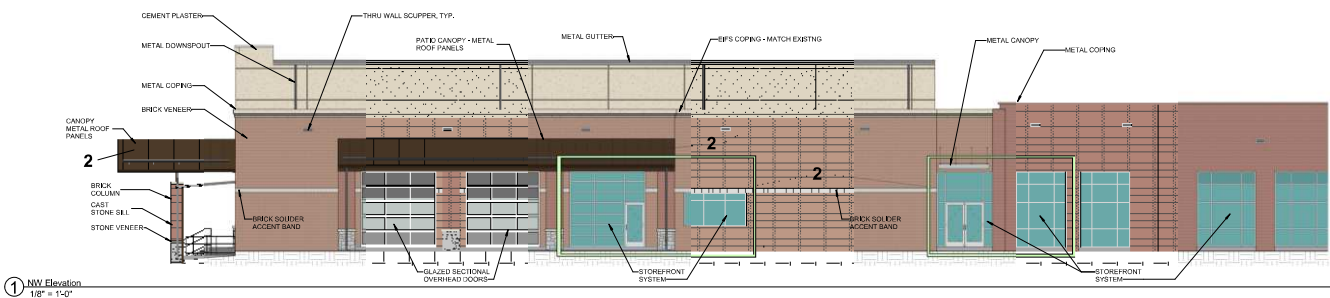 CEMENT PLASTER
THRU WALL SCUPPER, TYP.
METAL DOWNSPOUT
PATIO CANOPY - METAL
ROOF PANELS
METAL GUTTER
EIFS COPING - MATCH EXISTNG
METAL CANOPY
METAL COPING
METAL COPING
BRICK VENEER
CANOPY
METAL ROOF
PANELS
2
2
2
BRICK
COLUMN
CAST
STONE SILL
STONE VENEER
BRICK SOLIDER
ACCENT BAND
BRICK SOLIDER
ACCENT BAND
GLAZED SECTIONAL
OVERHEAD DOORS
STOREFRONT
SYSTEM
STOREFRONT
SYSTEM
1
NW Elevation
1/8" = 1'-0"